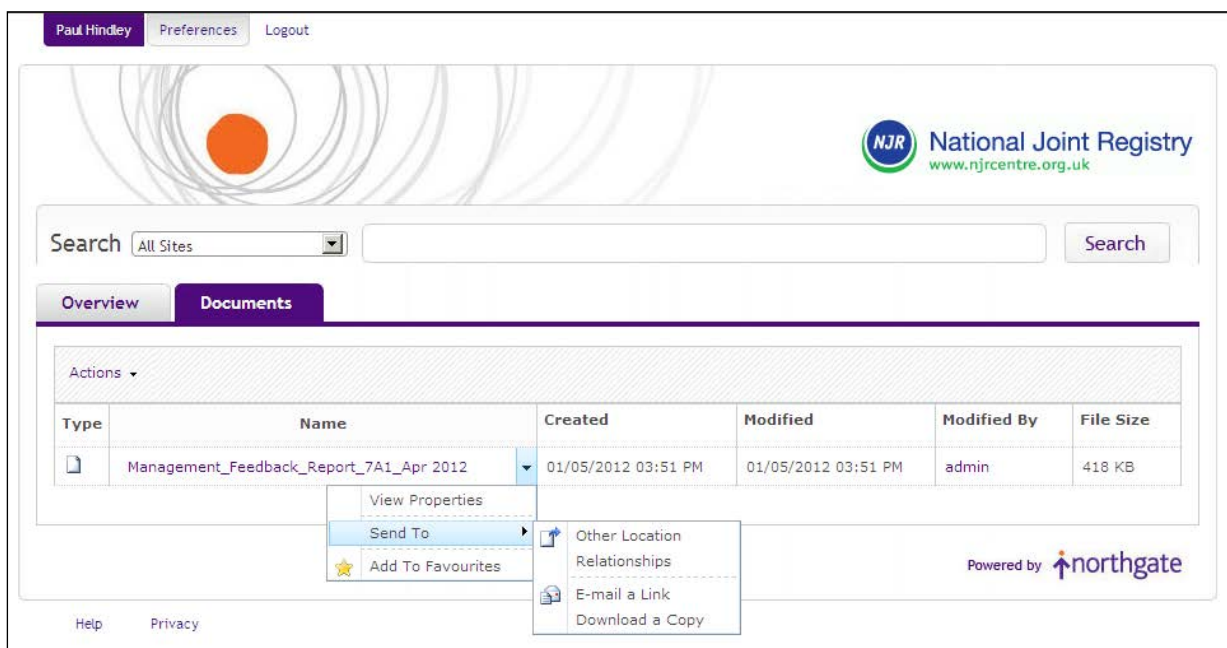 Paul Hindley Preferences Logout
NJR National Joint Registry
www.njrcentre.org.uk
Search All Sites Search
Overview Documents
Actions
Type Name Created Modified Modified By File Size
Management_Feedback_Report_7A1_Apr 2012 01/05/2012 03:51 PM 01/05/2012 03:51 PM admin 418 KB
View Properties
Send To
Add To Favourites
Other Location
Relationships
E-mail a Link
Download a Copy
Powered by northgate
Help Privacy